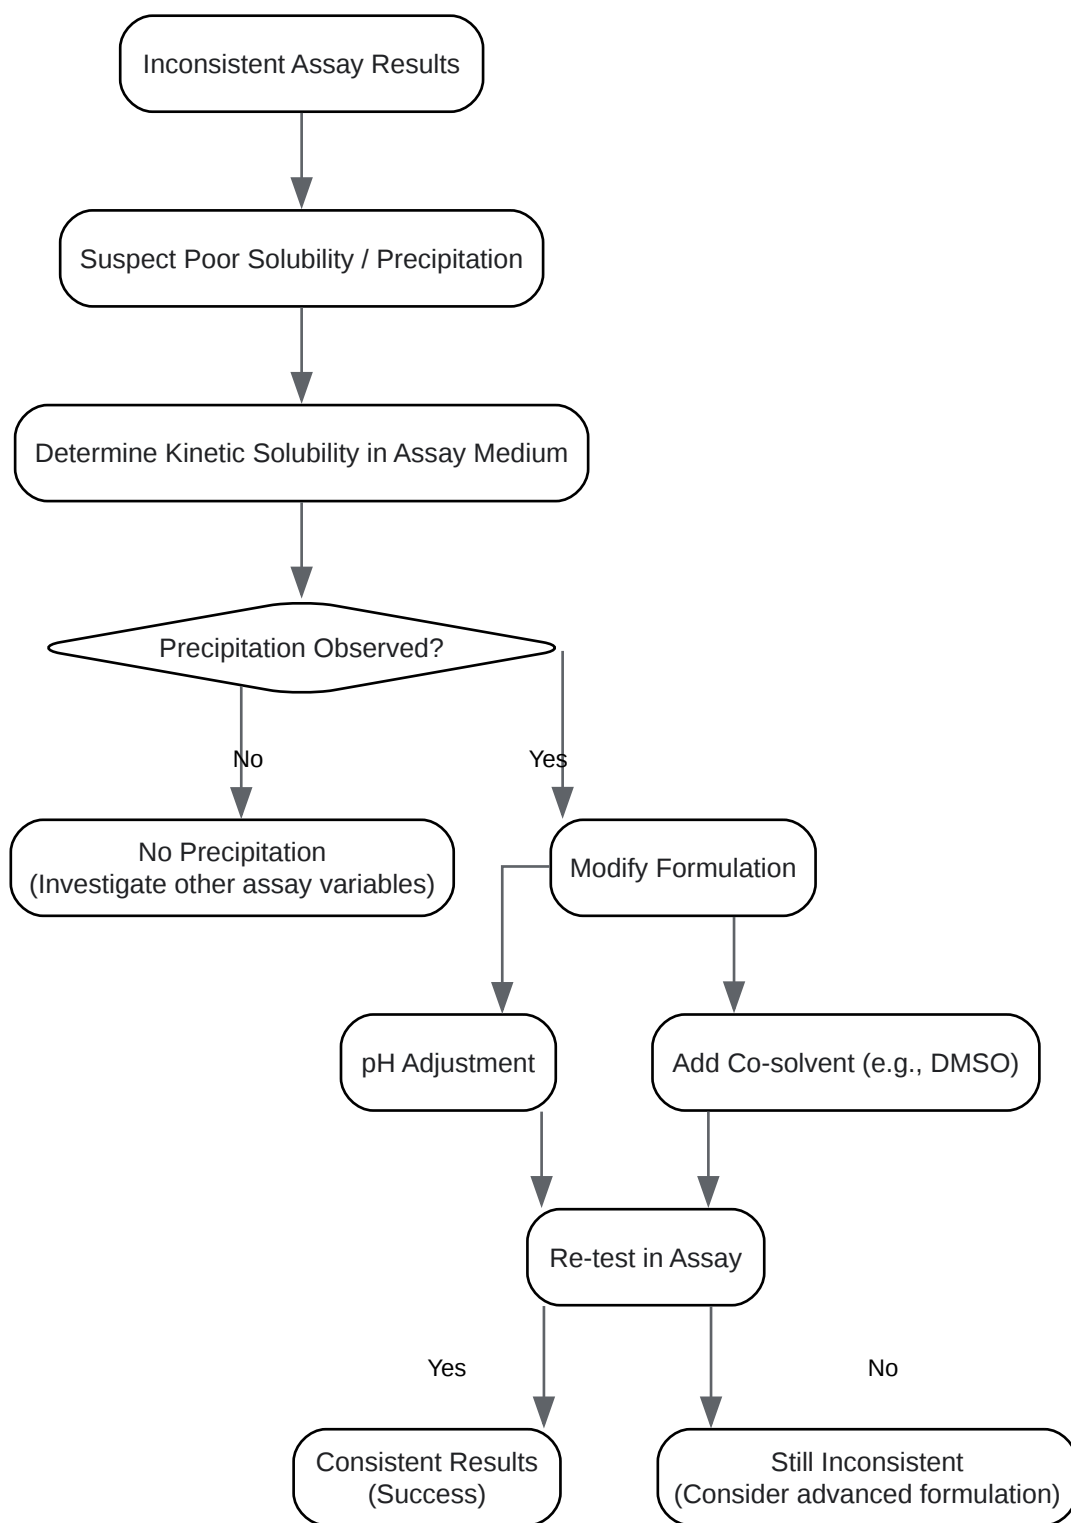 Inconsistent Assay Results
Suspect Poor Solubility / Precipitation
Determine Kinetic Solubility in Assay Medium
Precipitation Observed?
No
Yes
No Precipitation
(Investigate other assay variables)
Modify Formulation
pH Adjustment
Add Co-solvent (e.g., DMSO)
Re-test in Assay
Yes
No
Consistent Results
(Success)
Still Inconsistent
(Consider advanced formulation)